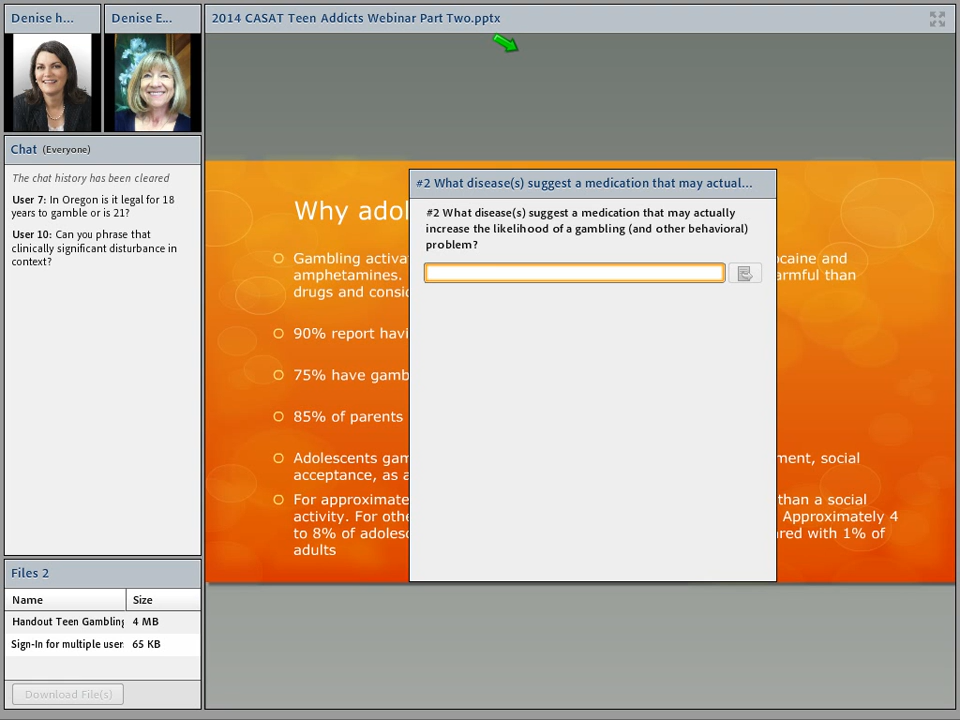 Denise h...
Denise E...
2014 CASAT Teen Addicts Webinar Part Two.pptx
Chat (Everyone)
The chat history has been cleared
User 7: In Oregon is it legal for 18
years to gamble or is 21?
User 10: Can you phrase that
clinically significant disturbance in
context?
Files 2
Name Size
Handout Teen Gambling 4 MB
Sign-In for multiple user 65 KB
Download File(s)
#2 What disease(s) suggest a medication that may actual...
#2 What disease(s) suggest a medication that may actually
increase the likelihood of a gambling (and other behavioral)
problem?
Why adol
Gambling activa ocaine and
amphetamines. armful than
drugs and consid
90% report havi
75% have gamb
85% of parents
Adolescents gam ment, social
acceptance, as a
For approximate than a social
activity. For othe Approximately 4
to 8% of adolesc ared with 1% of
adults